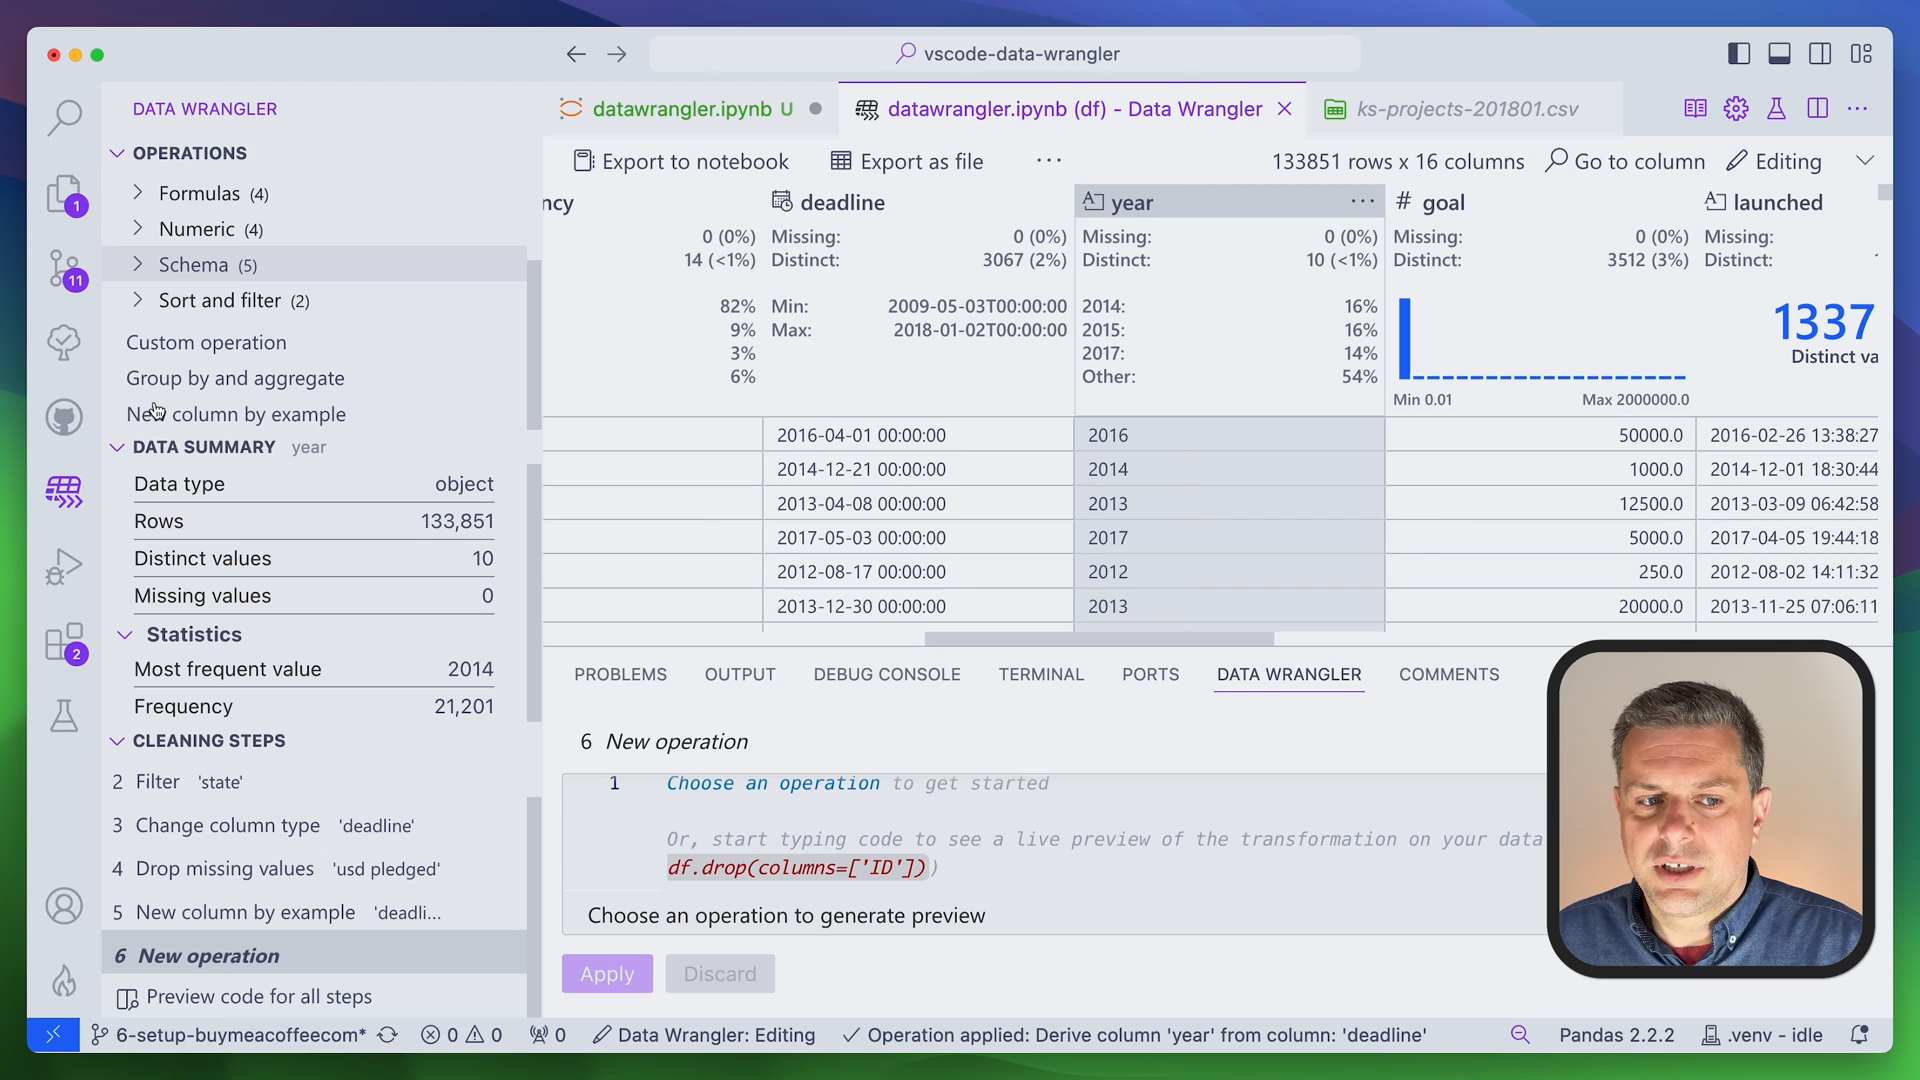 vscode-data-wrangler
DATA WRANGLER
datawrangler.ipynb U
datawrangler.ipynb (df) - Data Wrangler
ks-projects-201801.csv
OPERATIONS
Formulas (4)
Numeric (4)
Schema (5)
Sort and filter (2)
Custom operation
Group by and aggregate
New column by example
DATA SUMMARY year
Data type object
Rows 133,851
Distinct values 10
Missing values 0
Statistics
Most frequent value 2014
Frequency 21,201
CLEANING STEPS
2 Filter 'state'
3 Change column type 'deadline'
4 Drop missing values 'usd pledged'
5 New column by example 'deadli...
6 New operation
Preview code for all steps
Export to notebook Export as file ··· 133851 rows x 16 columns Go to column Editing
ncy deadline year ··· # goal launched
0 (0%) Missing: 0 (0%) Missing: 0 (0%) Missing: 0 (0%) Missing:
14 (<1%) Distinct: 3067 (2%) Distinct: 10 (<1%) Distinct: 3512 (3%) Distinct:
82% Min: 2009-05-03T00:00:00 2014: 16%
9% Max: 2018-01-02T00:00:00 2015: 16%
3% 2017: 14%
6% Other: 54%
1337
Distinct va
Min 0.01 Max 2000000.0
2016-04-01 00:00:00 2016 50000.0 2016-02-26 13:38:27
2014-12-21 00:00:00 2014 1000.0 2014-12-01 18:30:44
2013-04-08 00:00:00 2013 12500.0 2013-03-09 06:42:58
2017-05-03 00:00:00 2017 5000.0 2017-04-05 19:44:18
2012-08-17 00:00:00 2012 250.0 2012-08-02 14:11:32
2013-12-30 00:00:00 2013 20000.0 2013-11-25 07:06:11
PROBLEMS OUTPUT DEBUG CONSOLE TERMINAL PORTS DATA WRANGLER COMMENTS
6 New operation
1 Choose an operation to get started
Or, start typing code to see a live preview of the transformation on your data
df.drop(columns=['ID']))
Choose an operation to generate preview
Apply Discard
1
11
2
6-setup-buymeacoffeecom* 0 0 0 Data Wrangler: Editing Operation applied: Derive column 'year' from column: 'deadline' Pandas 2.2.2 .venv - idle